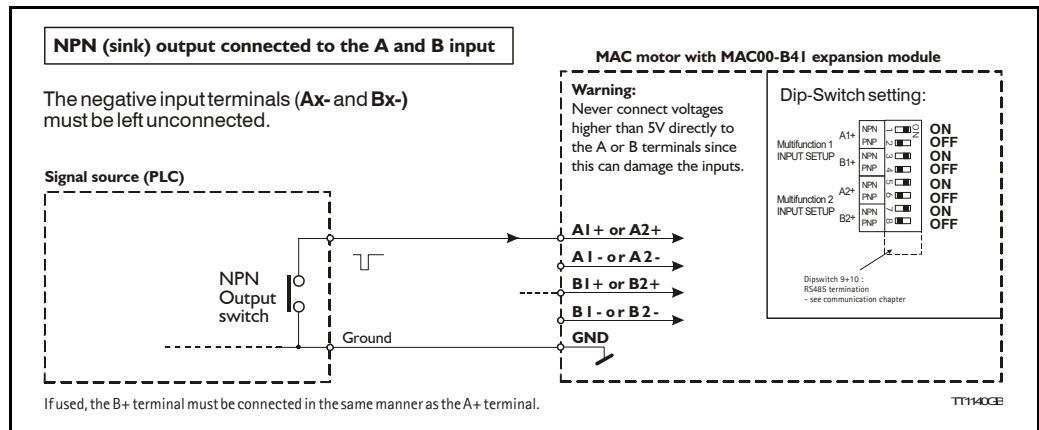 NPN (sink) output connected to the A and B input
The negative input terminals (Ax- and Bx-)
must be left unconnected.
Signal source (PLC)
NPN
Output
switch
Ground
MAC motor with MAC00-B41 expansion module
Warning:
Never connect voltages
higher than 5V directly to
the A or B terminals since
this can damage the inputs.
A1+ or A2+
A1- or A2-
B1+ or B2+
B1- or B2-
GND
Dip-Switch setting:
Multifunction 1
INPUT SETUP
Multifunction 2
INPUT SETUP
A1+ NPN 1 ON ON
PNP 2 OFF
B1+ NPN 3 ON
PNP 4 OFF
A2+ NPN 5 ON
PNP 6 OFF
B2+ NPN 7 ON
PNP 8 OFF
Dipswitch 9+10 :
RS485 termination
- see communication chapter
If used, the B+ terminal must be connected in the same manner as the A+ terminal.
TT1140GB